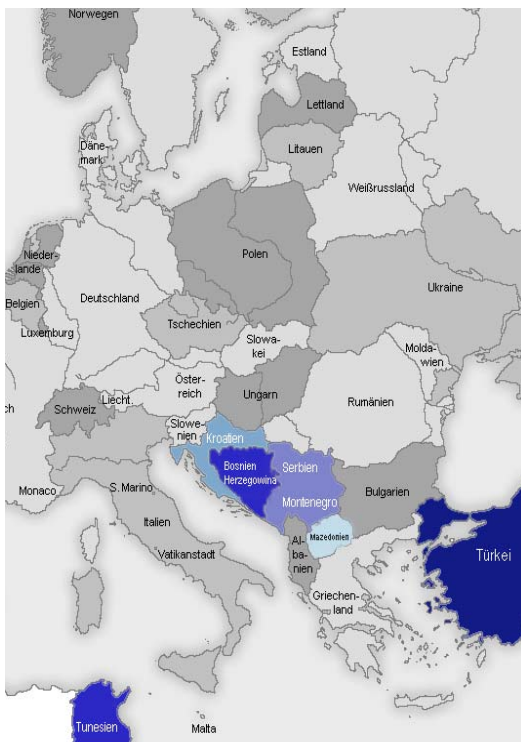 Norwegen
Estland
Lettland
Däne-
mark
Litauen
Weißrussland
Nieder-
lande
Polen
Belgien
Deutschland
Ukraine
Luxemburg
Tschechien
Slowa-
kei
Molda-
wien
Öster-
reich
Liecht.
Schweiz
Ungarn
Rumänien
ch
Slowe-
nien
Kroatien
Bosnien
Herzegowina
Serbien
Montenegro
Monaco
S. Marino
Bulgarien
Italien
Mazedonien
Vatikanstadt
Al-
ba-
nien
Türkei
Griechen-
land
Tunesien
Malta